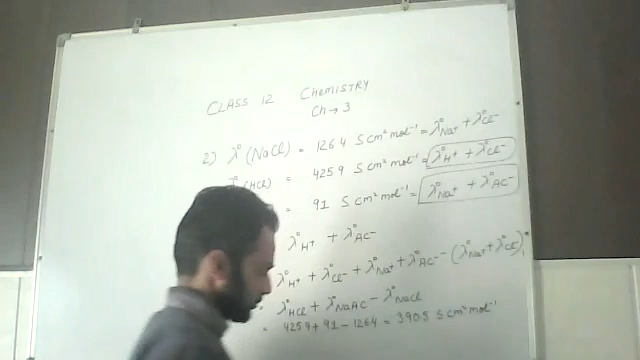 CLASS 12 CHEMISTRY
Ch → 3
2) λ°(NaCl) = 126.4 S cm² mol⁻¹ = λ°Na⁺ + λ°Cl⁻
λ°(HCl) = 425.9 S cm² mol⁻¹ = λ°H⁺ + λ°Cl⁻
= 91 S cm² mol⁻¹ = λ°Na⁺ + λ°AC⁻
λ°H⁺ + λ°AC⁻
λ°H⁺ + λ°Cl⁻ + λ°Na⁺ + λ°AC⁻ - (λ°Na⁺ + λ°Cl⁻)
= λ°HCl + λ°NaAC - λ°NaCl
= 425.9 + 91 - 126.4 = 390.5 S cm² mol⁻¹